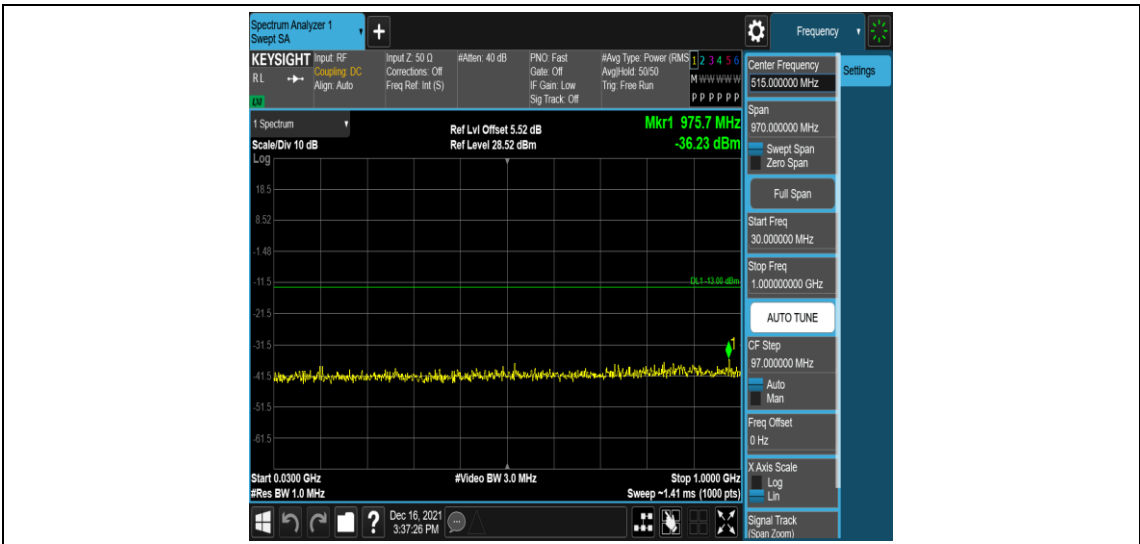 Spectrum Analyzer 1
Swept SA
Frequency
KEYSIGHT
RL
LXI
Input: RF
Coupling: DC
Align: Auto
Input Z: 50 Ω
Corrections: Off
Freq Ref: Int (S)
#Atten: 40 dB
PNO: Fast
Gate: Off
IF Gain: Low
Sig Track: Off
#Avg Type: Power (RMS
Avg|Hold: 50/50
Trig: Free Run
1 2 3 4 5 6
M W W W W W
P P P P P P
1 Spectrum
Scale/Div 10 dB
Log
Ref Lvl Offset 5.52 dB
Ref Level 28.52 dBm
Mkr1 975.7 MHz
-36.23 dBm
18.5
8.52
-1.48
-11.5
DL1 -13.00 dBm
-21.5
-31.5
1
-41.5
-51.5
-61.5
Start 0.0300 GHz
#Video BW 3.0 MHz
Stop 1.0000 GHz
#Res BW 1.0 MHz
Sweep ~1.41 ms (1000 pts)
Dec 16, 2021
3:37:26 PM
Center Frequency
515.000000 MHz
Settings
Span
970.000000 MHz
Swept Span
Zero Span
Full Span
Start Freq
30.000000 MHz
Stop Freq
1.000000000 GHz
AUTO TUNE
CF Step
97.000000 MHz
Auto
Man
Freq Offset
0 Hz
X Axis Scale
Log
Lin
Signal Track
(Span Zoom)